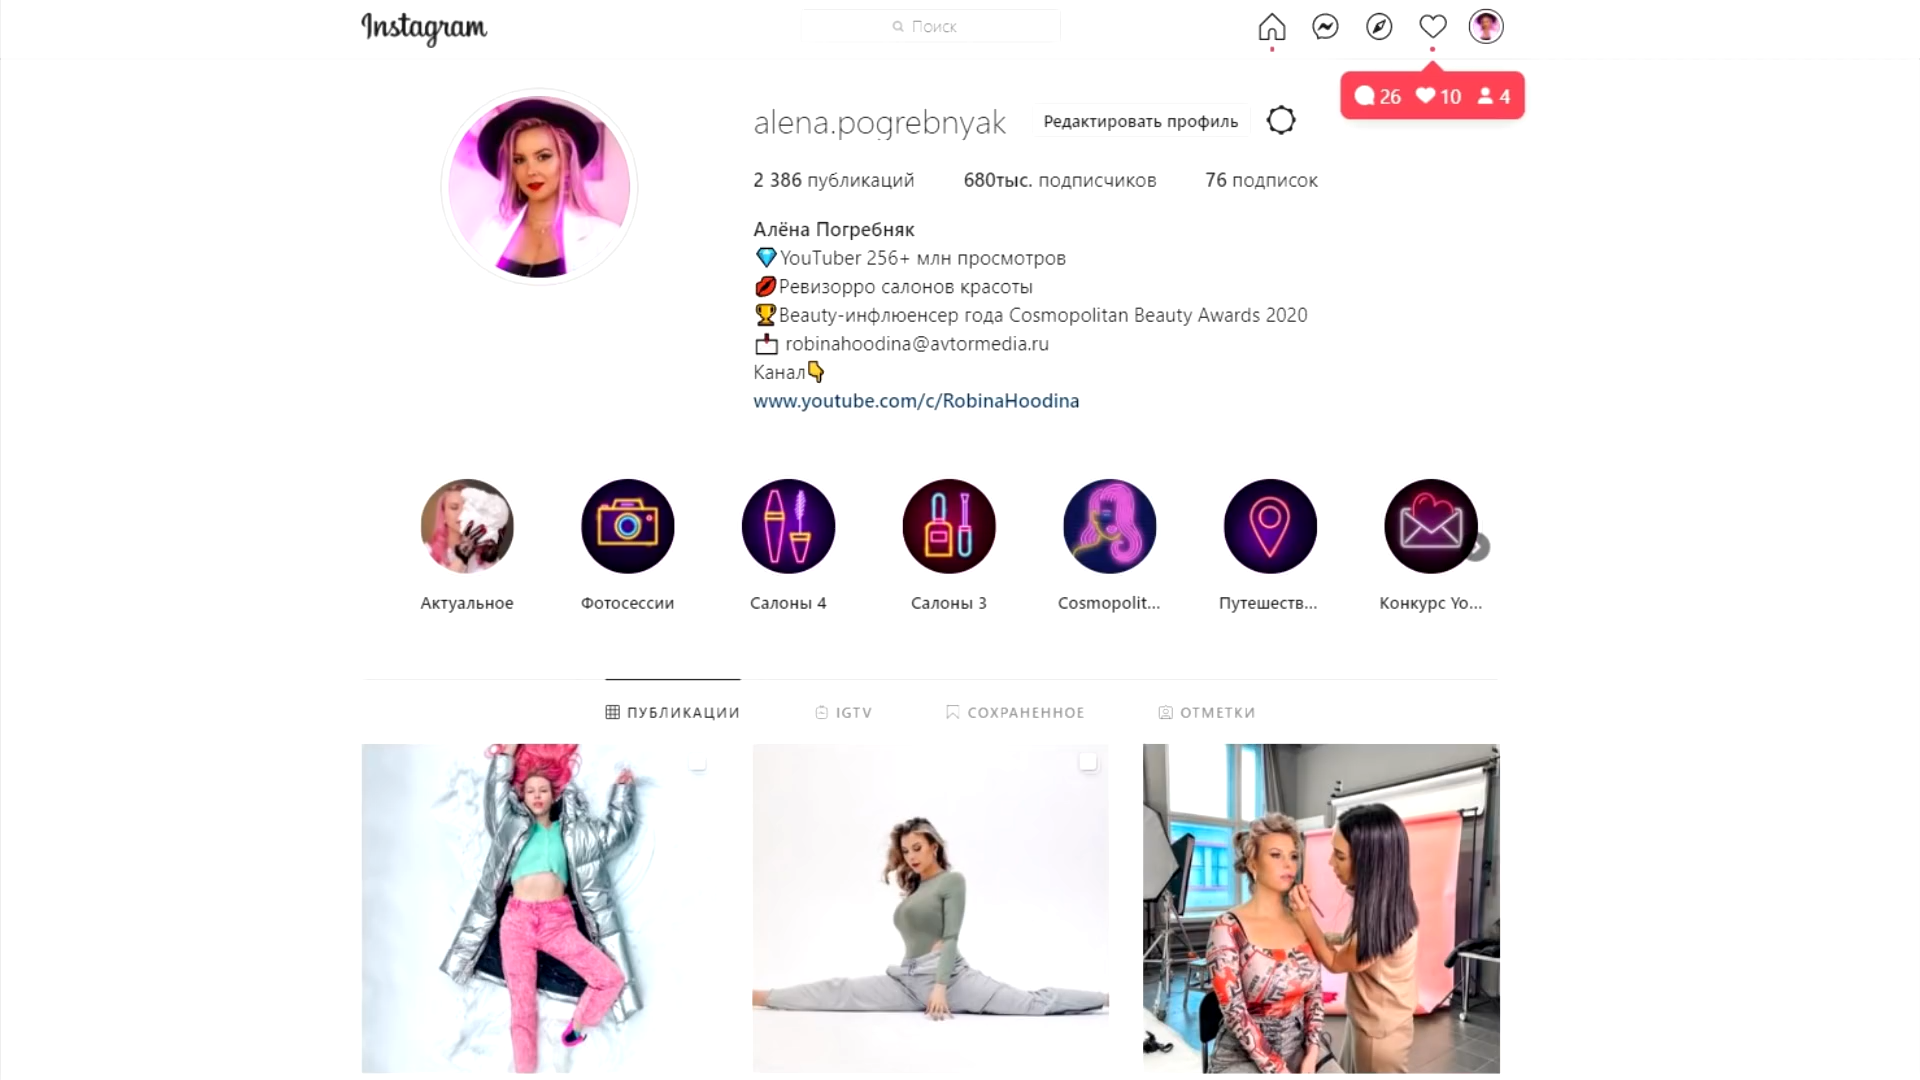 Instagram
Поиск
26 10 4
alena.pogrebnyak Редактировать профиль
2 386 публикаций 680тыс. подписчиков 76 подписок
Алёна Погребняк
💎YouTuber 256+ млн просмотров
💋Ревизорро салонов красоты
🏆Beauty-инфлюенсер года Cosmopolitan Beauty Awards 2020
📩 robinahoodina@avtormedia.ru
Канал👇
www.youtube.com/c/RobinaHoodina
Актуальное Фотосессии Салоны 4 Салоны 3 Cosmopolit... Путешеств... Конкурс Yo...
ПУБЛИКАЦИИ IGTV СОХРАНЕННОЕ ОТМЕТКИ